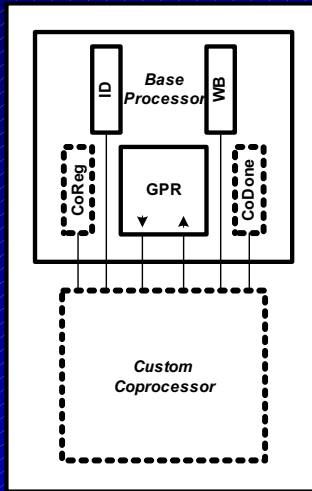 ID
Base
Processor
WB
CoReg
GPR
CoDone
Custom
Coprocessor